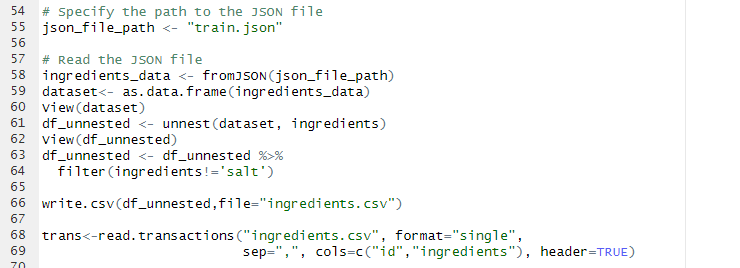 54 # Specify the path to the JSON file
55 json_file_path <- "train.json"
56
57 # Read the JSON file
58 ingredients_data <- fromJSON(json_file_path)
59 dataset<- as.data.frame(ingredients_data)
60 View(dataset)
61 df_unnested <- unnest(dataset, ingredients)
62 View(df_unnested)
63 df_unnested <- df_unnested %>%
64   filter(ingredients!='salt')
65
66 write.csv(df_unnested,file="ingredients.csv")
67
68 trans<-read.transactions("ingredients.csv", format="single",
69                          sep=",", cols=c("id","ingredients"), header=TRUE)
70